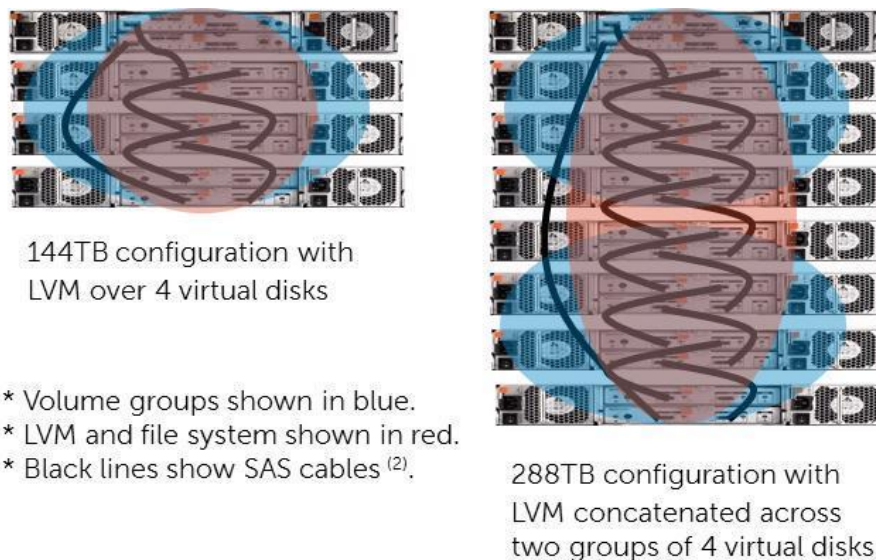 144TB configuration with
LVM over 4 virtual disks
* Volume groups shown in blue.
* LVM and file system shown in red.
* Black lines show SAS cables (2).
288TB configuration with
LVM concatenated across
two groups of 4 virtual disks